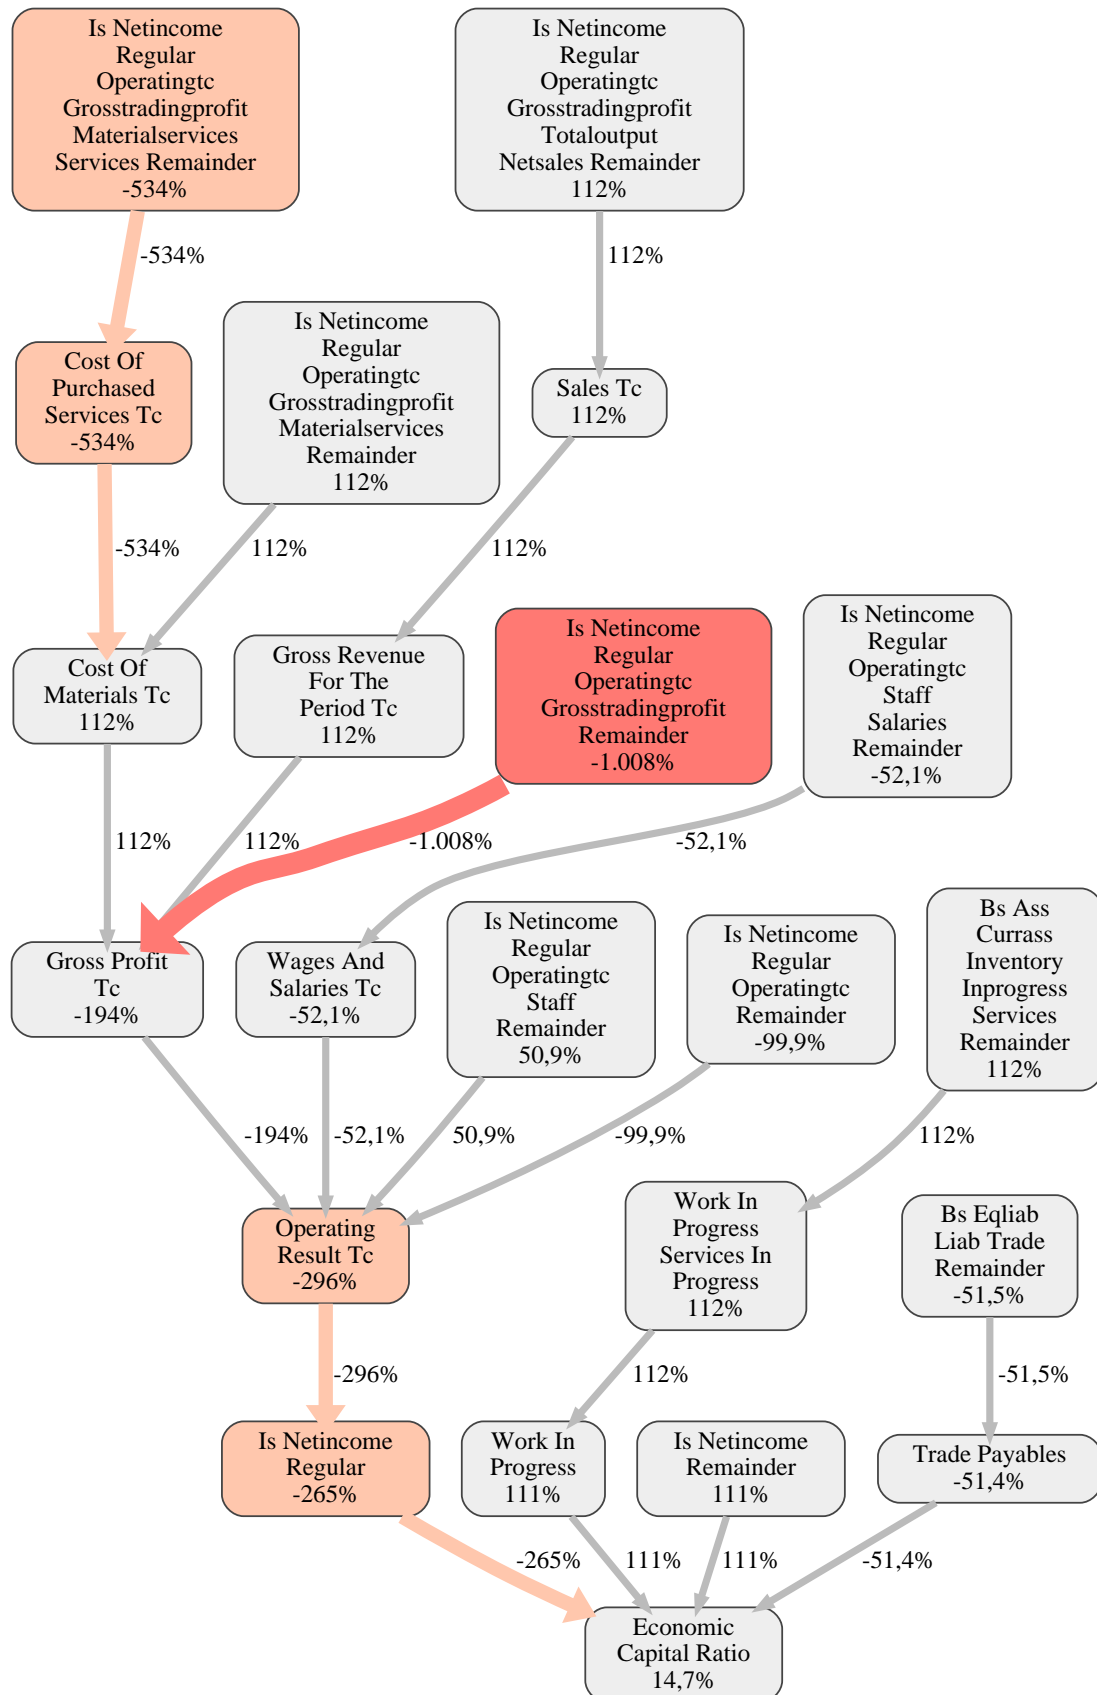 Is Netincome
Regular
Operatingtc
Grosstradingprofit
Materialservices
Services Remainder
-534%
Is Netincome
Regular
Operatingtc
Grosstradingprofit
Totaloutput
Netsales Remainder
112%
-534%
112%
Is Netincome
Regular
Operatingtc
Grosstradingprofit
Materialservices
Remainder
112%
Cost Of
Purchased
Services Tc
-534%
Sales Tc
112%
-534%
112%
112%
Is Netincome
Regular
Operatingtc
Grosstradingprofit
Remainder
-1.008%
Is Netincome
Regular
Operatingtc
Staff
Salaries
Remainder
-52,1%
Cost Of
Materials Tc
112%
Gross Revenue
For The
Period Tc
112%
112%
112%
-1.008%
-52,1%
Bs Ass
Currass
Inventory
Inprogress
Services
Remainder
112%
Is Netincome
Regular
Operatingtc
Staff
Remainder
50,9%
Is Netincome
Regular
Operatingtc
Remainder
-99,9%
Gross Profit
Tc
-194%
Wages And
Salaries Tc
-52,1%
-194%
-52,1%
50,9%
-99,9%
112%
Work In
Progress
Services In
Progress
112%
Bs Eqliab
Liab Trade
Remainder
-51,5%
Operating
Result Tc
-296%
-296%
112%
-51,5%
Is Netincome
Regular
-265%
Work In
Progress
111%
Is Netincome
Remainder
111%
Trade Payables
-51,4%
-265%
111%
111%
-51,4%
Economic
Capital Ratio
14,7%